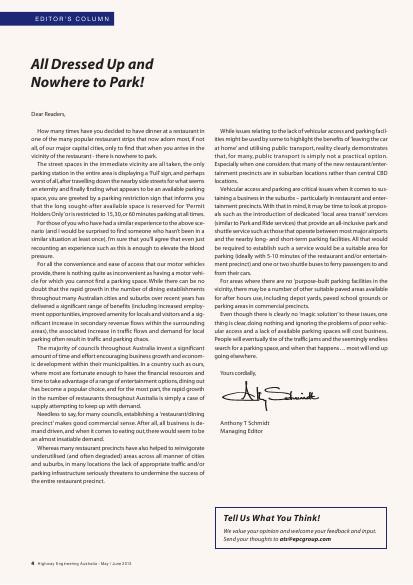 EDITOR'S COLUMN
All Dressed Up and
Nowhere to Park!
Dear Readers,
How many times have you decided to have dinner at a restaurant in
one of the many popular restaurant strips that now adorn most, if not
all, of our major capital cities, only to find that when you arrive in the
vicinity of the restaurant - there is nowhere to park.
The street spaces in the immediate vicinity are all taken, the only
parking station in the entire area is displaying a 'Full' sign, and perhaps
worst of all, after travelling down the nearby side streets for what seems
an eternity and finally finding what appears to be an available parking
space, you are greeted by a parking restriction sign that informs you
that the long sought-after available space is reserved for 'Permit
Holders Only' or is restricted to 15, 30, or 60 minutes parking at all times.
For those of you who have had a similar experience to the above sce-
nario (and I would be surprised to find someone who hasn't been in a
similar situation at least once), I'm sure that you'll agree that even just
recounting an experience such as this is enough to elevate the blood
pressure.
For all the convenience and ease of access that our motor vehicles
provide, there is nothing quite as inconvenient as having a motor vehi-
cle for which you cannot find a parking space. While there can be no
doubt that the rapid growth in the number of dining establishments
throughout many Australian cities and suburbs over recent years has
delivered a significant range of benefits (including increased employ-
ment opportunities, improved amenity for locals and visitors and a sig-
nificant increase in secondary revenue flows within the surrounding
areas), the associated increase in traffic flows and demand for local
parking often result in traffic and parking chaos.
The majority of councils throughout Australia invest a significant
amount of time and effort encouraging business growth and econom-
ic development within their municipalities. In a country such as ours,
where most are fortunate enough to have the financial resources and
time to take advantage of a range of entertainment options, dining out
has become a popular choice, and for the most part, the rapid growth
in the number of restaurants throughout Australia is simply a case of
supply attempting to keep up with demand.
Needless to say, for many councils, establishing a 'restaurant/dining
precinct' makes good commercial sense. After all, all business is de-
mand driven, and when it comes to eating out, there would seem to be
an almost insatiable demand.
Whereas many restaurant precincts have also helped to reinvigorate
underutilised (and often degraded) areas across all manner of cities
and suburbs, in many locations the lack of appropriate traffic and/or
parking infrastructure seriously threatens to undermine the success of
the entire restaurant precinct.
While issues relating to the lack of vehicular access and parking facil-
ities might be used by some to highlight the benefits of 'leaving the car
at home' and utilising public transport, reality clearly demonstrates
that, for many, public transport is simply not a practical option.
Especially when one considers that many of the new restaurant/enter-
tainment precincts are in suburban locations rather than central CBD
locations.
Vehicular access and parking are critical issues when it comes to sus-
taining a business in the suburbs – particularly in restaurant and enter-
tainment precincts. With that in mind, it may be time to look at propos-
als such as the introduction of dedicated 'local area transit' services
(similar to Park and Ride services) that provide an all-inclusive park and
shuttle service such as those that operate between most major airports
and the nearby long- and short-term parking facilities. All that would
be required to establish such a service would be a suitable area for
parking (ideally with 5-10 minutes of the restaurant and/or entertain-
ment precinct) and one or two shuttle buses to ferry passengers to and
from their cars.
For areas where there are no 'purpose-built parking facilities in the
vicinity, there may be a number of other suitable paved areas available
for after hours use, including depot yards, paved school grounds or
parking areas in commercial precincts.
Even though there is clearly no 'magic solution' to these issues, one
thing is clear, doing nothing and ignoring the problems of poor vehic-
ular access and a lack of available parking spaces will cost business.
People will eventually tire of the traffic jams and the seemingly endless
search for a parking space, and when that happens… most will end up
going elsewhere.
Yours cordially,
Anthony T Schmidt
Managing Editor
Tell Us What You Think!
We value your opinion and welcome your feedback and input.
Send your thoughts to ats@epcgroup.com
4 Highway Engineering Australia - May | June 2013